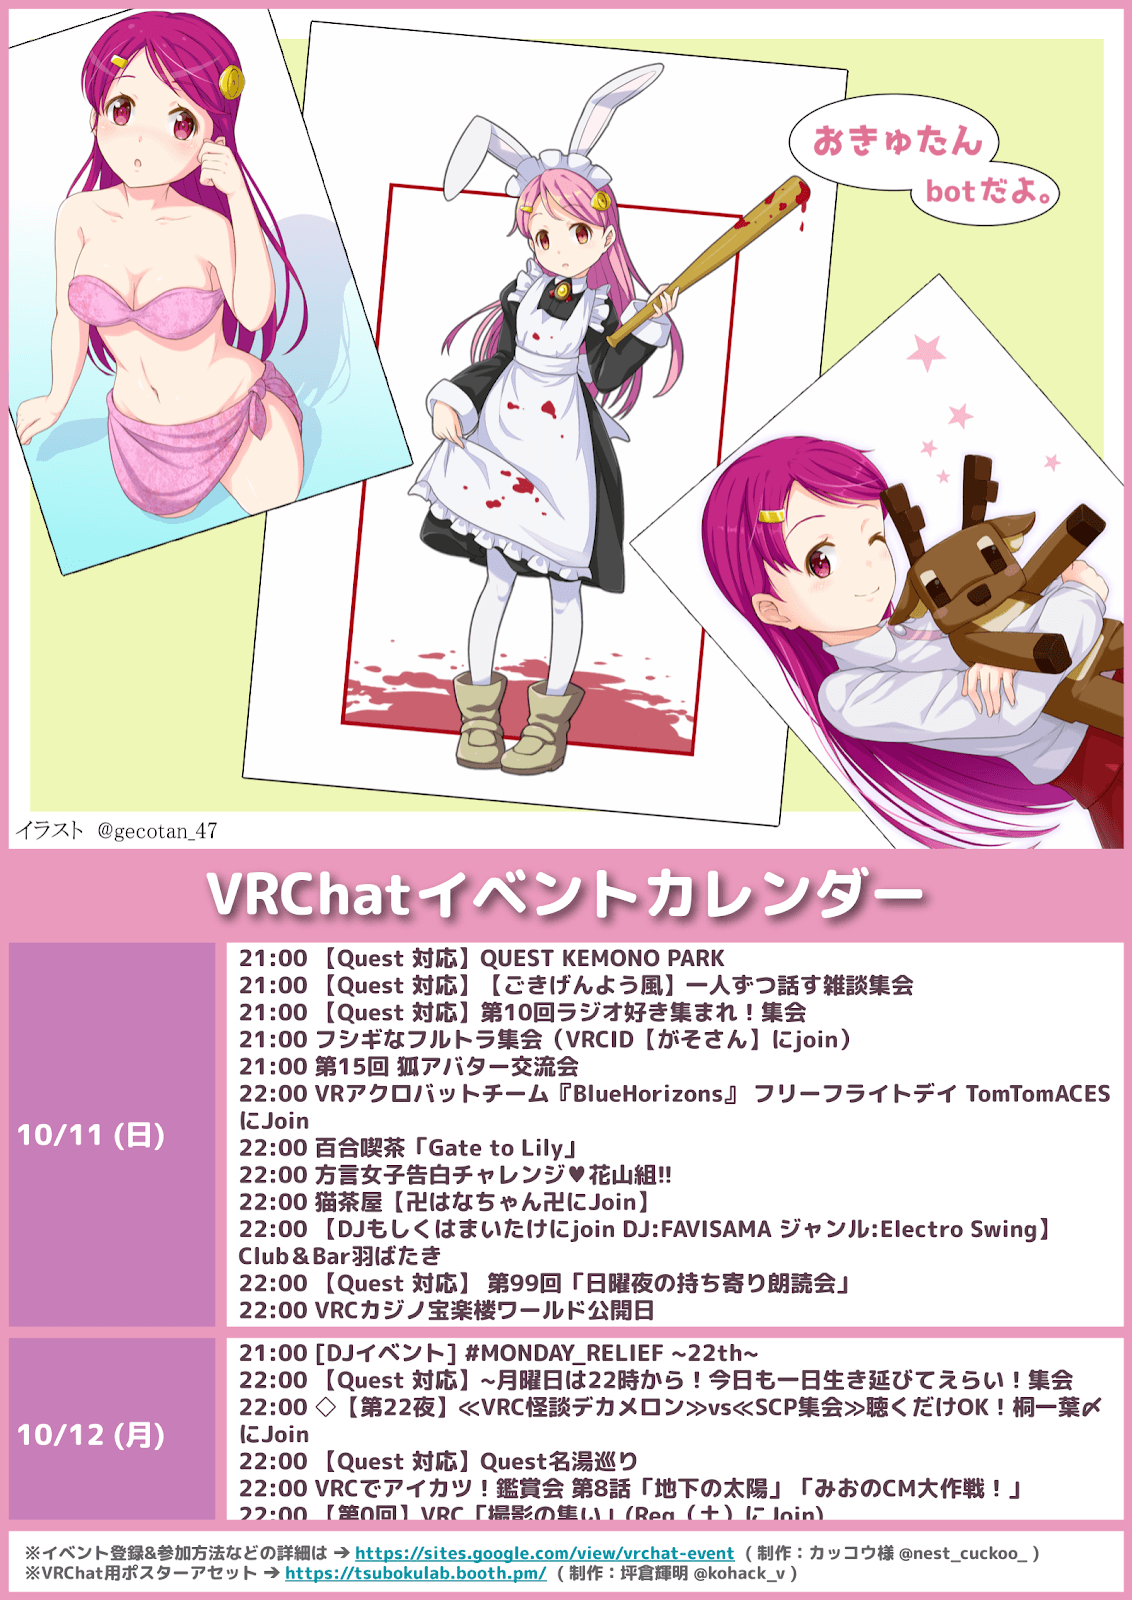 おきゅたん
botだよ。
イラスト @gecotan_47
VRChatイベントカレンダー
10/11 (日)
21:00 【Quest 対応】QUEST KEMONO PARK
21:00 【Quest 対応】【ごきげんよう風】一人ずつ話す雑談集会
21:00 【Quest 対応】第10回ラジオ好き集まれ！集会
21:00 フシギなフルトラ集会（VRCID【がそさん】にjoin）
21:00 第15回 狐アバター交流会
22:00 VRアクロバットチーム『BlueHorizons』 フリーフライトデイ TomTomACES
にJoin
22:00 百合喫茶「Gate to Lily」
22:00 方言女子告白チャレンジ♥花山組!!
22:00 猫茶屋【卍はなちゃん卍にJoin】
22:00 【DJもしくはまいたけにjoin DJ:FAVISAMA ジャンル:Electro Swing】
Club＆Bar羽ばたき
22:00 【Quest 対応】 第99回「日曜夜の持ち寄り朗読会」
22:00 VRCカジノ宝楽楼ワールド公開日
10/12 (月)
21:00 [DJイベント] #MONDAY_RELIEF ~22th~
22:00 【Quest 対応】~月曜日は22時から！今日も一日生き延びてえらい！集会
22:00 ◇【第22夜】≪VRC怪談デカメロン≫vs≪SCP集会≫聴くだけOK！桐一葉〆
にJoin
22:00 【Quest 対応】Quest名湯巡り
22:00 VRCでアイカツ！鑑賞会 第8話「地下の太陽」「みおのCM大作戦！」
22:00 【第0回】VRC「撮影の集い」(Reg（土）にJoin)
※イベント登録&参加方法などの詳細は → https://sites.google.com/view/vrchat-event （ 制作：カッコウ様 @nest_cuckoo_ ）
※VRChat用ポスターアセット → https://tsubokulab.booth.pm/ （ 制作：坪倉輝明 @kohack_v ）